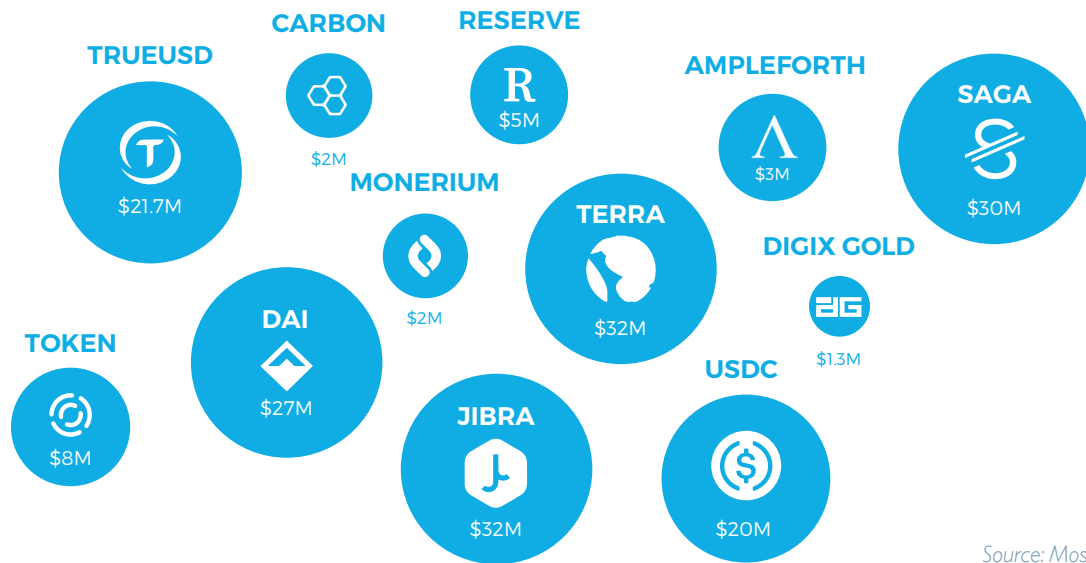 CARBON
RESERVE
TRUEUSD
AMPLEFORTH
SAGA
R
$5M
$3M
T
$2M
$21.7M
$30M
MONERIUM
TERRA
DIGIX GOLD
$32M
$2M
DAI
$27M
TOKEN
$8M
$1.3M
USDC
JIBRA
$
$32M
$20M
Source: Mos